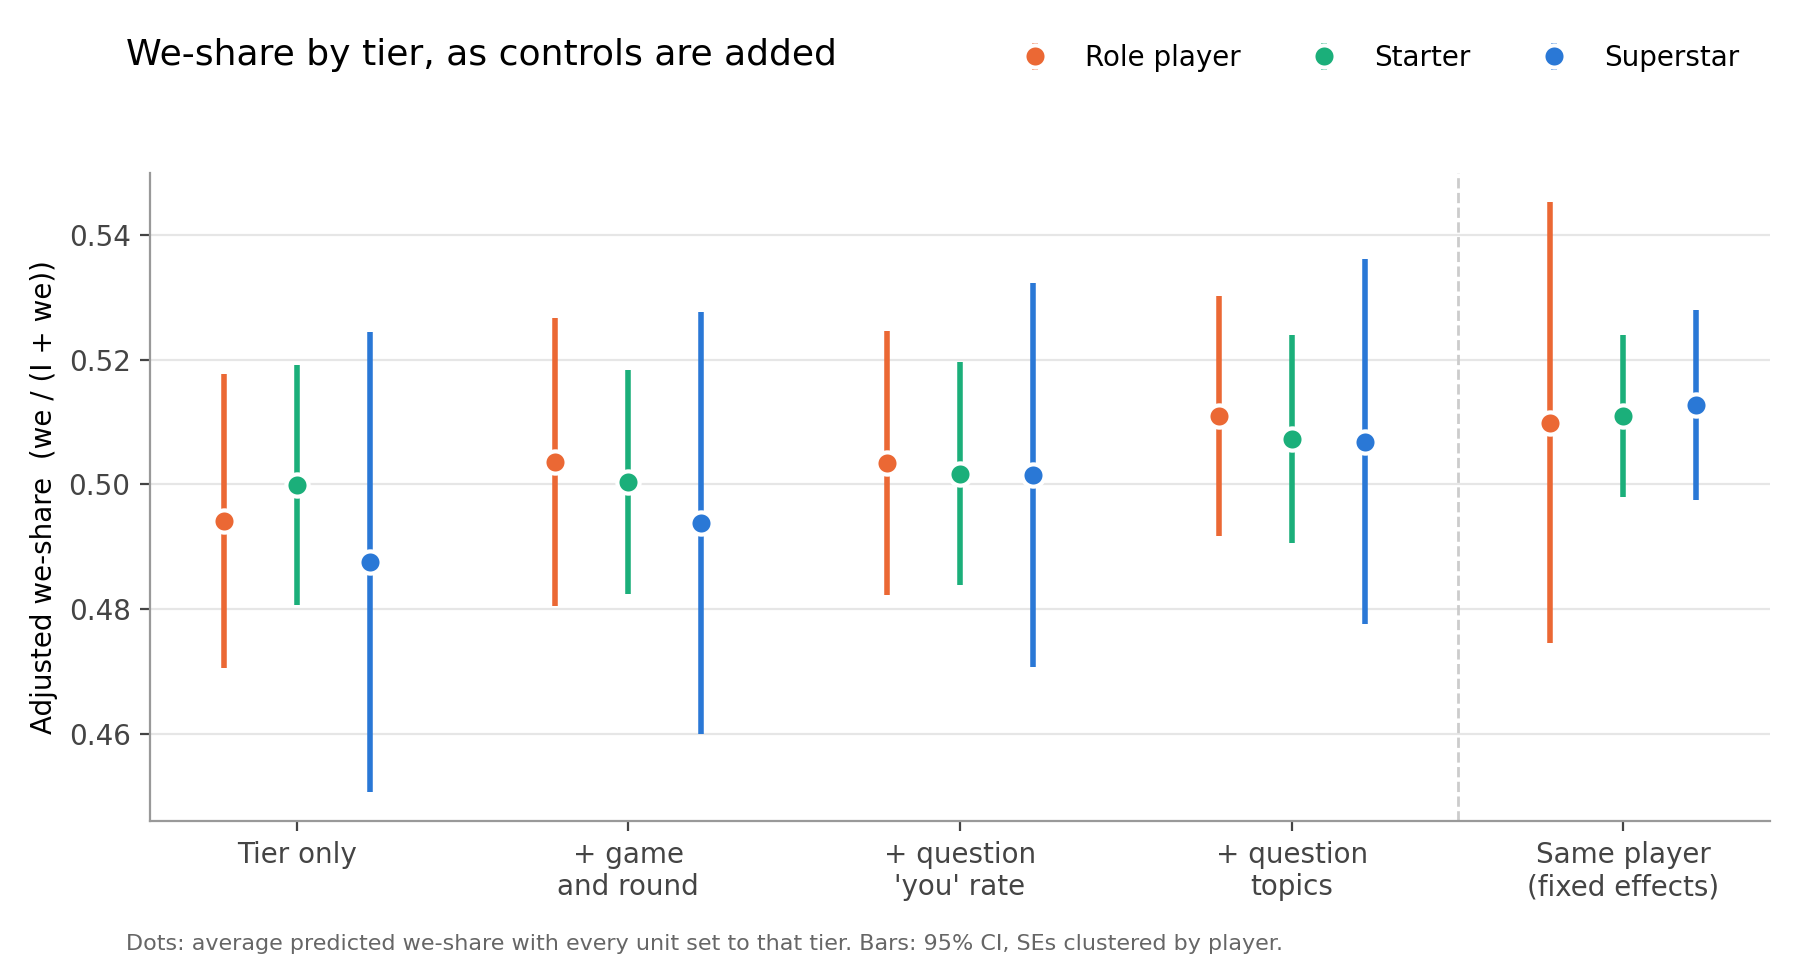 We-share by tier, as controls are added
Role player
Starter
Superstar
Adjusted we-share (we / (I + we))
0.54
0.52
0.50
0.48
0.46
Tier only
+ game
and round
+ question
'you' rate
+ question
topics
Same player
(fixed effects)
Dots: average predicted we-share with every unit set to that tier. Bars: 95% CI, SEs clustered by player.